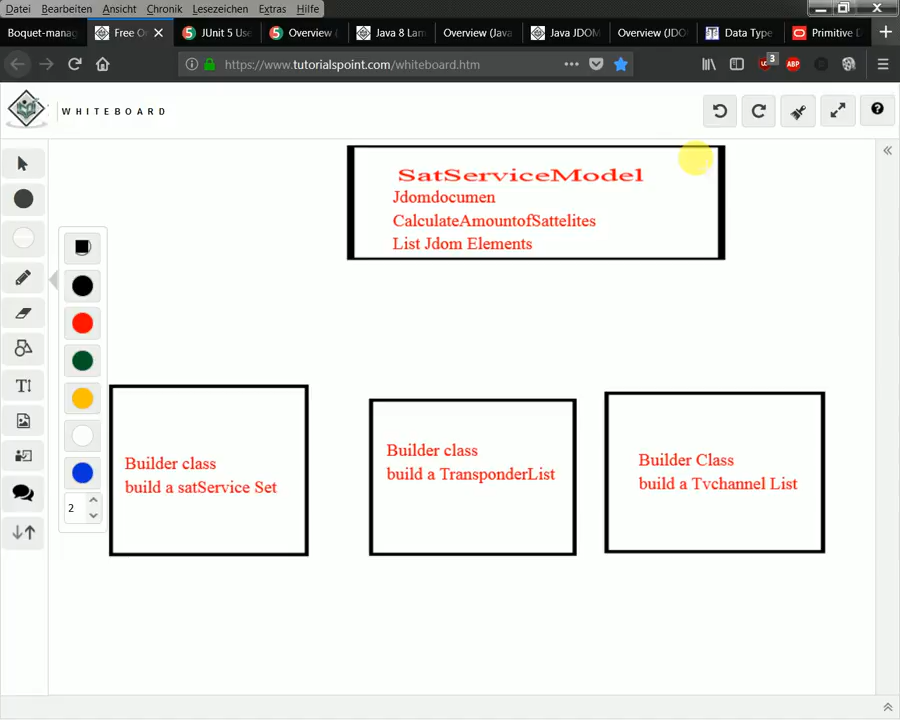 Datei Bearbeiten Ansicht Chronik Lesezeichen Extras Hilfe
Boquet-manag Free O JUnit 5 Use Overview ( Java 8 Lam Overview (Java Java JDOM Overview (JDO Data Type Primitive D
https://www.tutorialspoint.com/whiteboard.htm 3 ABP
WHITEBOARD
SatServiceModel
Jdomdocumen
CalculateAmountofSattelites
List Jdom Elements
Builder class
build a satService Set
Builder class
build a TransponderList
Builder Class
build a Tvchannel List
2